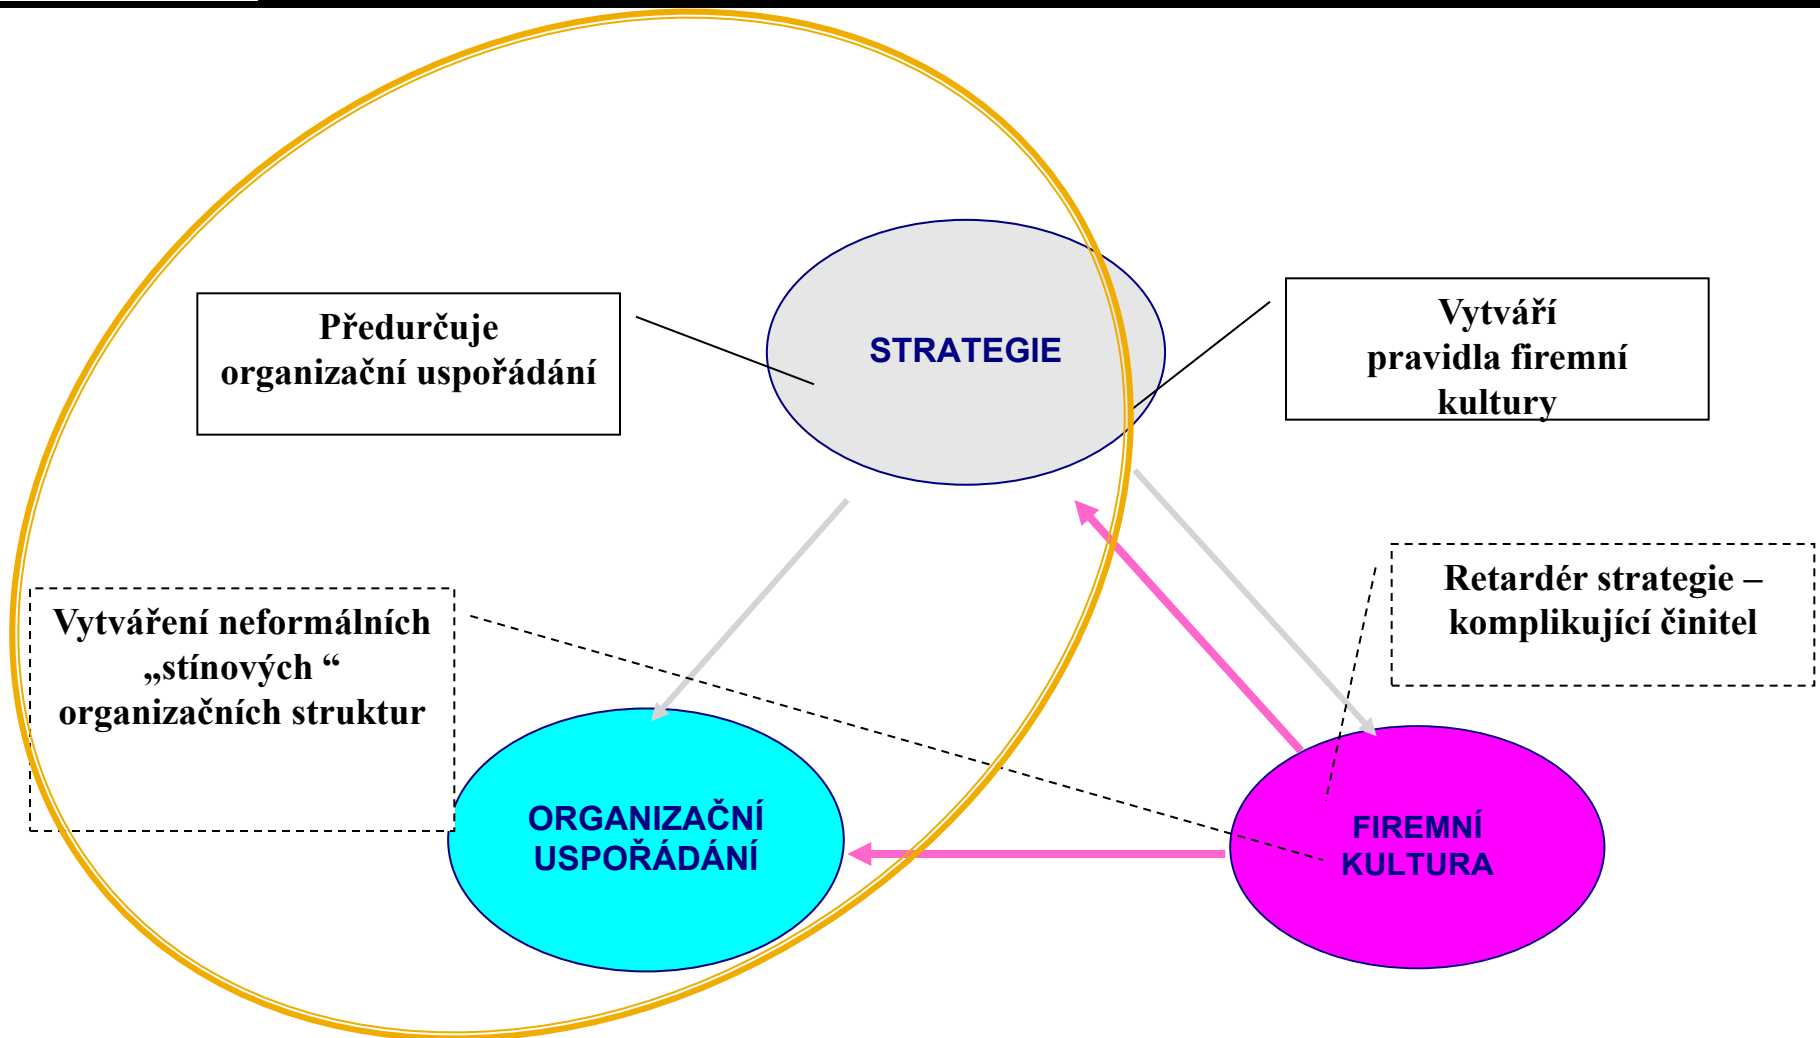 Předurčuje
organizační uspořádání
STRATEGIE
Vytváří
pravidla firemní
kultury
Vytváření neformálních
„stínových “
organizačních struktur
Retardér strategie –
komplikující činitel
ORGANIZAČNÍ
USPOŘÁDÁNÍ
FIREMNÍ
KULTURA